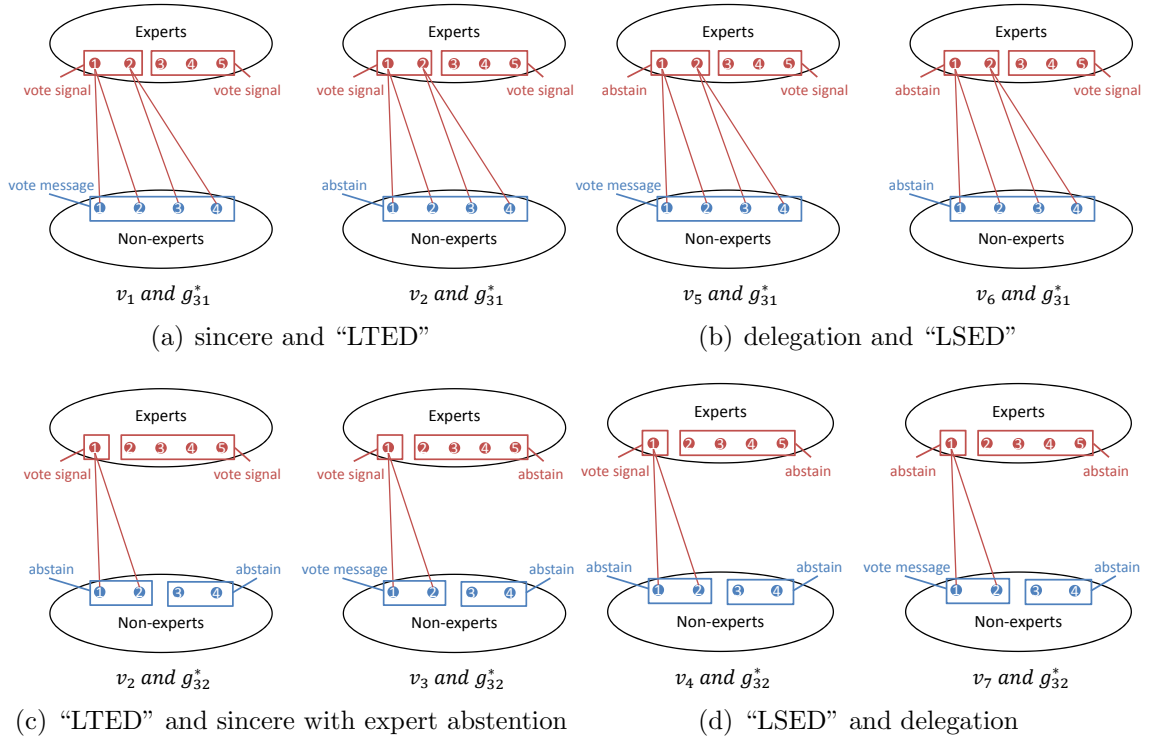 Experts Experts Experts Experts
1 2 3 4 5 1 2 3 4 5 1 2 3 4 5 1 2 3 4 5
vote signal vote signal vote signal vote signal abstain vote signal abstain vote signal
vote message abstain vote message abstain
1 2 3 4 1 2 3 4 1 2 3 4 1 2 3 4
Non-experts Non-experts Non-experts Non-experts
v₁ and g*₃₁ v₂ and g*₃₁ v₅ and g*₃₁ v₆ and g*₃₁
(a) sincere and “LTED” (b) delegation and “LSED”
Experts Experts Experts Experts
1 2 3 4 5 1 2 3 4 5 1 2 3 4 5 1 2 3 4 5
vote signal vote signal vote signal abstain vote signal abstain abstain abstain
abstain abstain vote message abstain abstain abstain vote message abstain
1 2 3 4 1 2 3 4 1 2 3 4 1 2 3 4
Non-experts Non-experts Non-experts Non-experts
v₂ and g*₃₂ v₃ and g*₃₂ v₄ and g*₃₂ v₇ and g*₃₂
(c) “LTED” and sincere with expert abstention (d) “LSED” and delegation